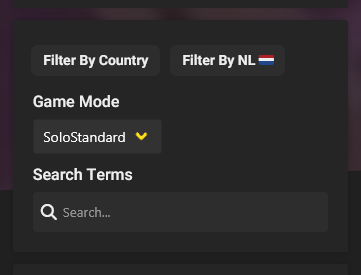 Filter By Country Filter By NL
Game Mode
SoloStandard
Search Terms
Search...